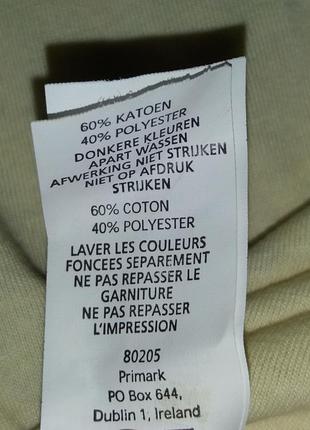 60% KATOEN
40% POLYESTER
DONKERE KLEUREN
APART WASSEN
AFWERKING NIET STRIJKEN
NIET OP AFDRUK
STRIJKEN
60% COTON
40% POLYESTER
LAVER LES COULEURS
FONCEES SEPAREMENT
NE PAS REPASSER LE
GARNITURE
NE PAS REPASSER
L'IMPRESSION
80205
Primark
PO Box 644,
Dublin 1, Ireland